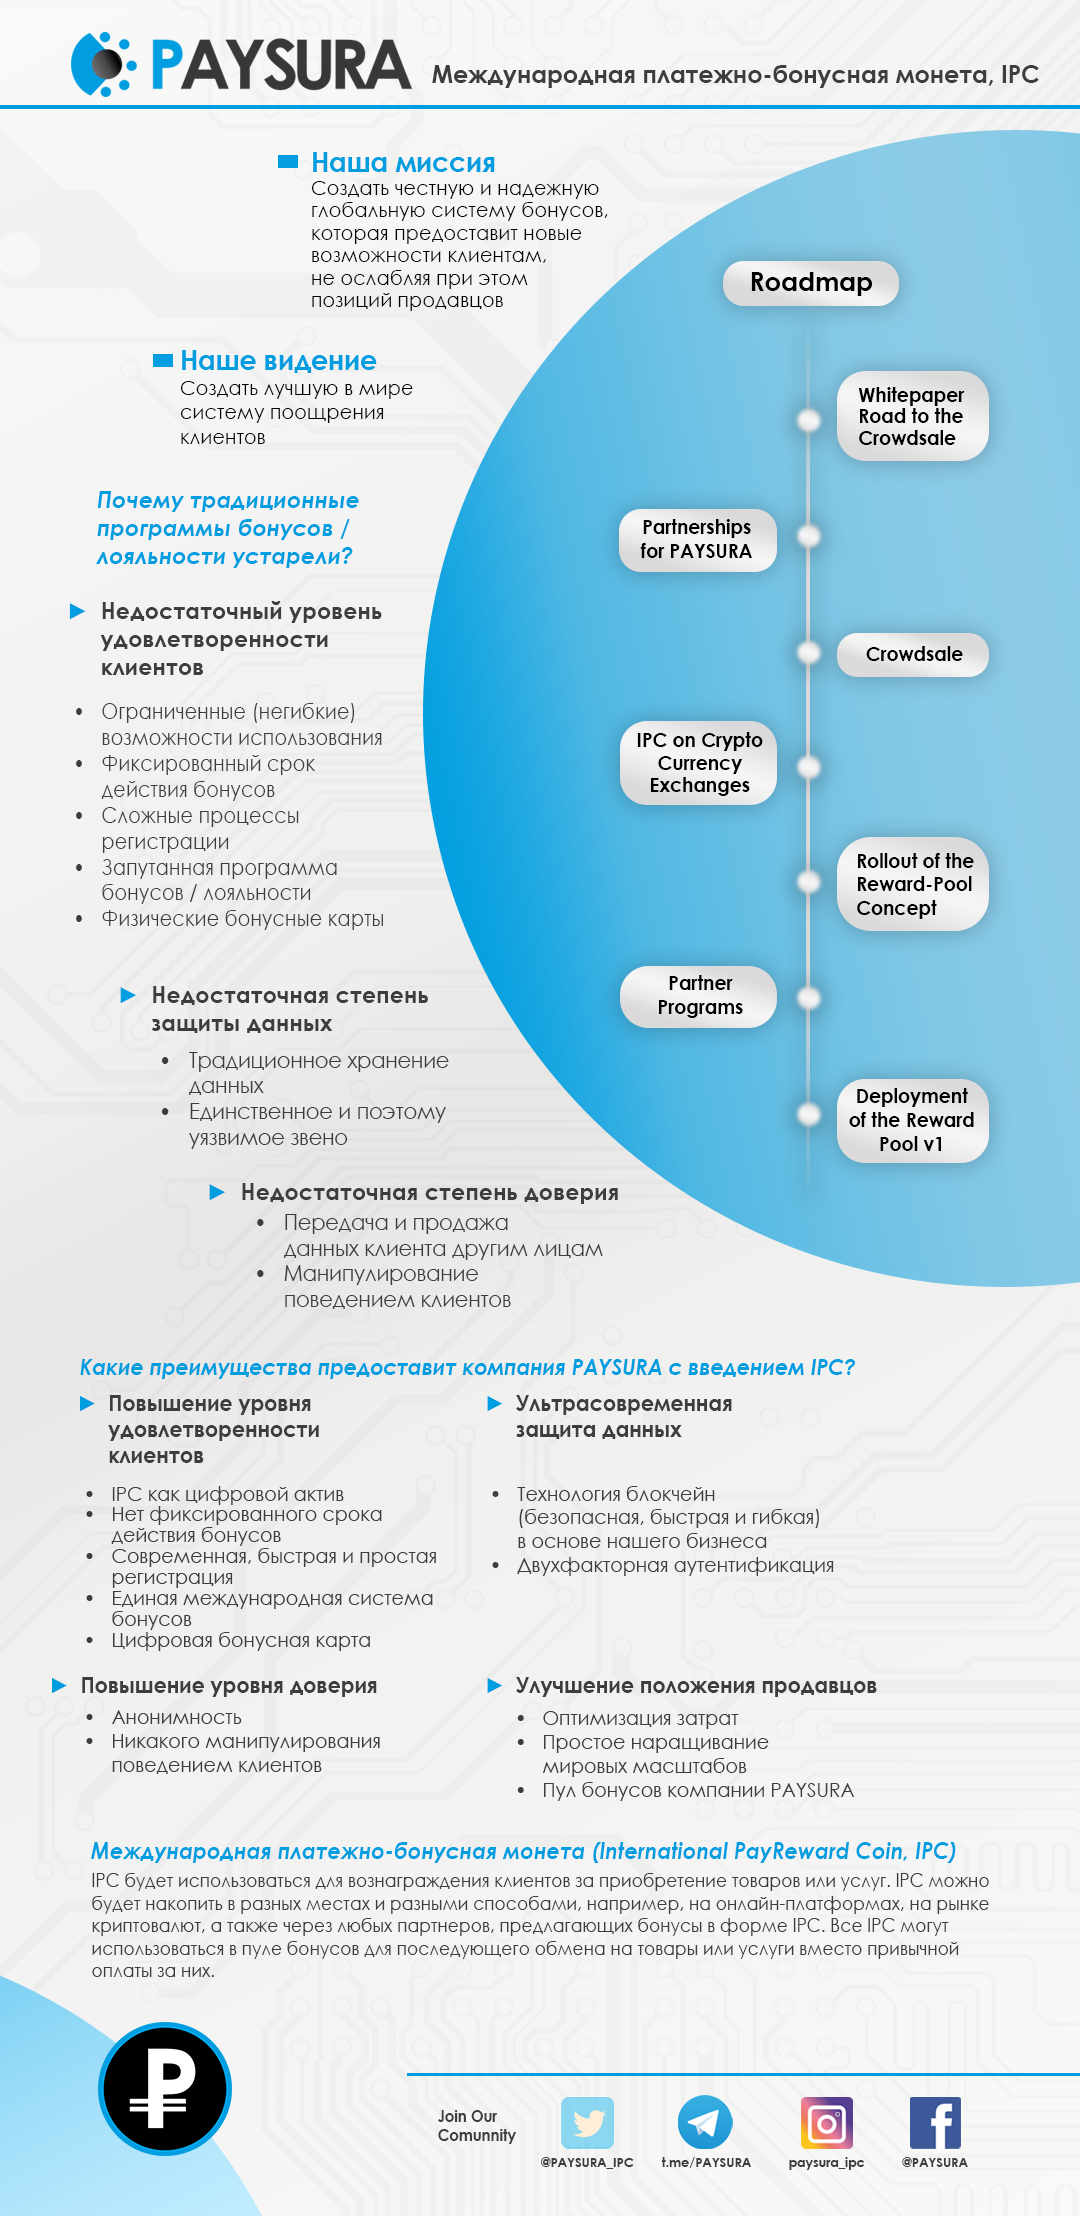 PAYSURA
Международная платежно-бонусная монета, IPC
Наша миссия
Создать честную и надежную
глобальную систему бонусов,
которая предоставит новые
возможности клиентам,
не ослабляя при этом
позиций продавцов
Наше видение
Создать лучшую в мире
систему поощрения
клиентов
Почему традиционные
программы бонусов /
лояльности устарели?
Недостаточный уровень
удовлетворенности
клиентов
• Ограниченные (негибкие)
возможности использования
• Фиксированный срок
действия бонусов
• Сложные процессы
регистрации
• Запутанная программа
бонусов / лояльности
• Физические бонусные карты
Недостаточная степень
защиты данных
• Традиционное хранение
данных
• Единственное и поэтому
уязвимое звено
Недостаточная степень доверия
• Передача и продажа
данных клиента другим лицам
• Манипулирование
поведением клиентов
Roadmap
Whitepaper
Road to the
Crowdsale
Partnerships
for PAYSURA
Crowdsale
IPC on Crypto
Currency
Exchanges
Rollout of the
Reward-Pool
Concept
Partner
Programs
Deployment
of the Reward
Pool v1
Какие преимущества предоставит компания PAYSURA с введением IPC?
Повышение уровня
удовлетворенности
клиентов
• IPC как цифровой актив
• Нет фиксированного срока
действия бонусов
• Современная, быстрая и простая
регистрация
• Единая международная система
бонусов
• Цифровая бонусная карта
Ультрасовременная
защита данных
• Технология блокчейн
(безопасная, быстрая и гибкая)
в основе нашего бизнеса
• Двухфакторная аутентификация
Повышение уровня доверия
• Анонимность
• Никакого манипулирования
поведением клиентов
Улучшение положения продавцов
• Оптимизация затрат
• Простое наращивание
мировых масштабов
• Пул бонусов компании PAYSURA
Международная платежно-бонусная монета (International PayReward Coin, IPC)
IPC будет использоваться для вознаграждения клиентов за приобретение товаров или услуг. IPC можно
будет накопить в разных местах и разными способами, например, на онлайн-платформах, на рынке
криптовалют, а также через любых партнеров, предлагающих бонусы в форме IPC. Все IPC могут
использоваться в пуле бонусов для последующего обмена на товары или услуги вместо привычной
оплаты за них.
Join Our
Comunnity
@PAYSURA_IPC
t.me/PAYSURA
paysura_ipc
@PAYSURA